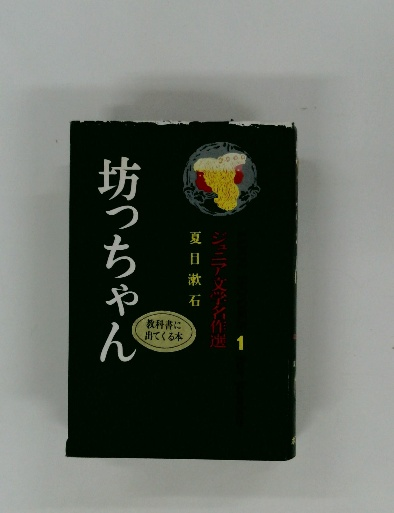 ジュニア文学名作選
1
夏目漱石
坊っちゃん
教科書に
出てくる本